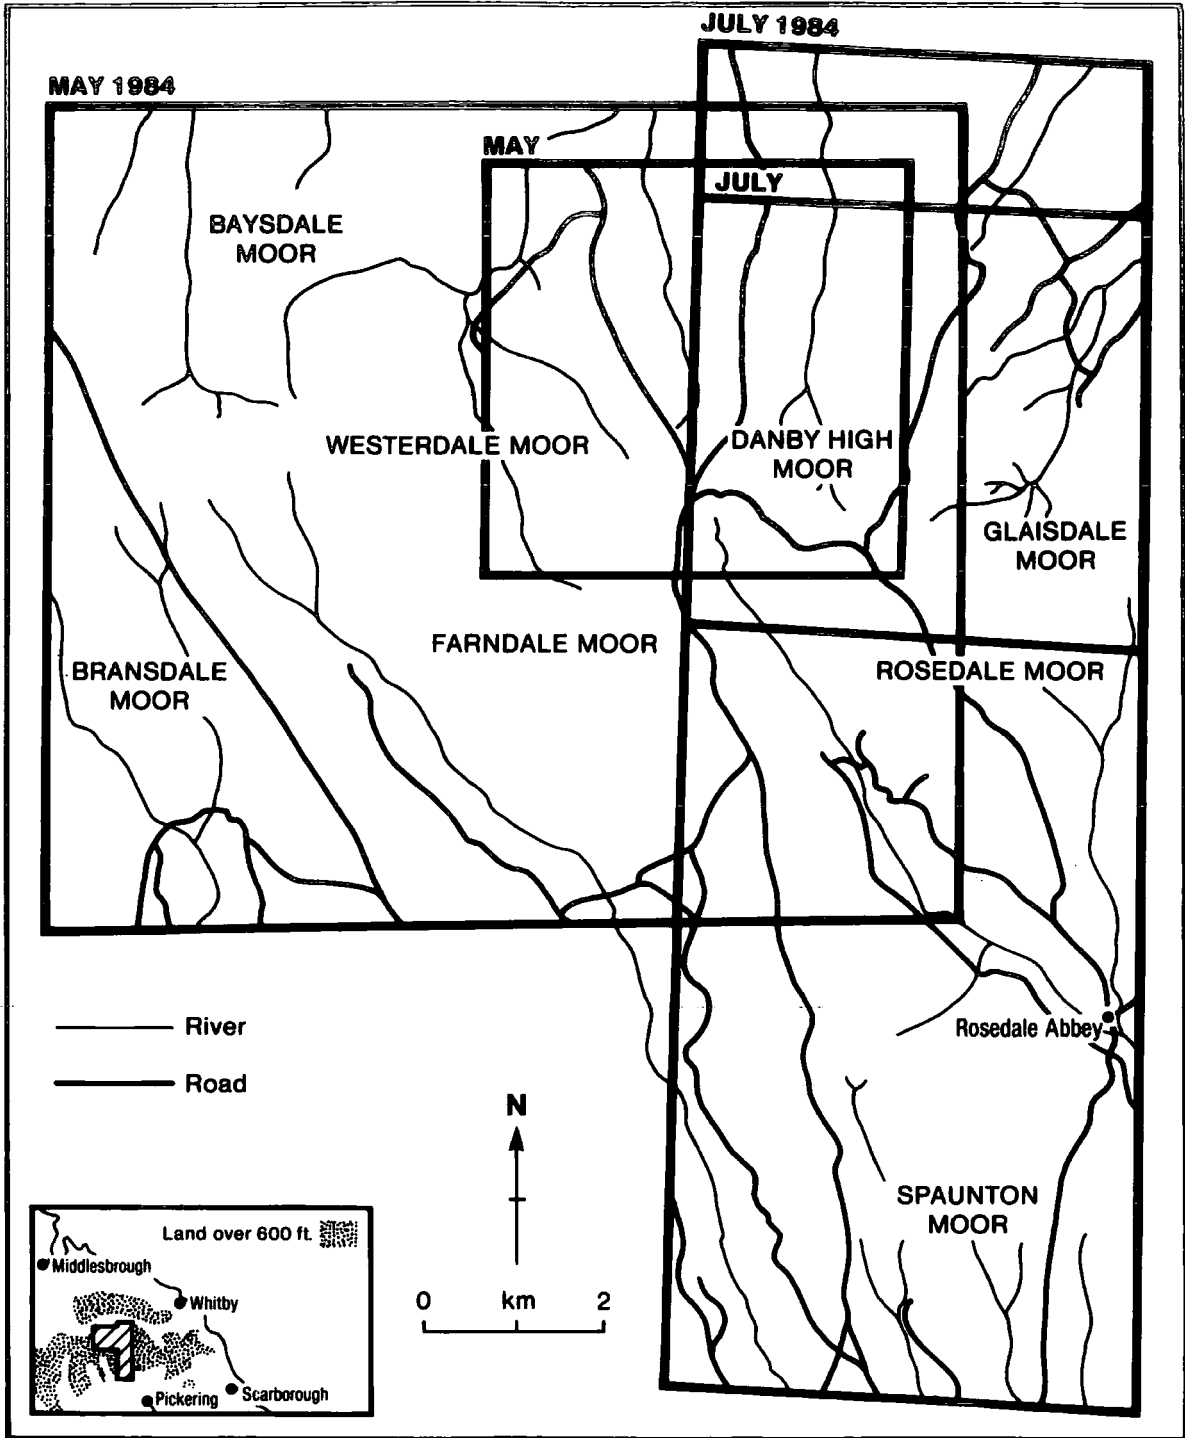 JULY 1984
MAY 1984
MAY
JULY
BAYSDALE
MOOR
WESTERDALE MOOR
DANBY HIGH
MOOR
GLAISDALE
MOOR
FARNDALE MOOR
BRANSDALE
MOOR
ROSEDALE MOOR
River
Road
Rosedale Abbey
N
SPAUNTON
MOOR
0 km 2
Land over 600 ft.
Middlesbrough
Whitby
Scarborough
Pickering